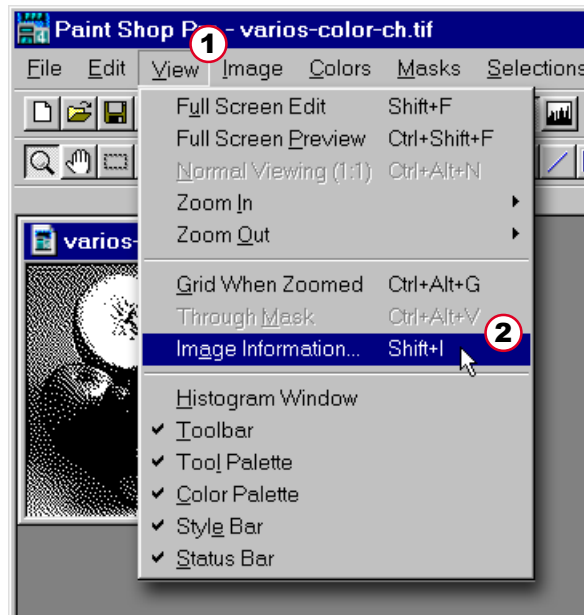 Paint Shop Pro - varios-color-ch.tif
1
File Edit View Image Colors Masks Selections
Full Screen Edit Shift+F
Full Screen Preview Ctrl+Shift+F
Normal Viewing (1:1) Ctrl+Alt+N
Zoom In
Zoom Out
varios-
Grid When Zoomed Ctrl+Alt+G
Through Mask Ctrl+Alt+V
2
Image Information... Shift+I
Histogram Window
Toolbar
Tool Palette
Color Palette
Style Bar
Status Bar